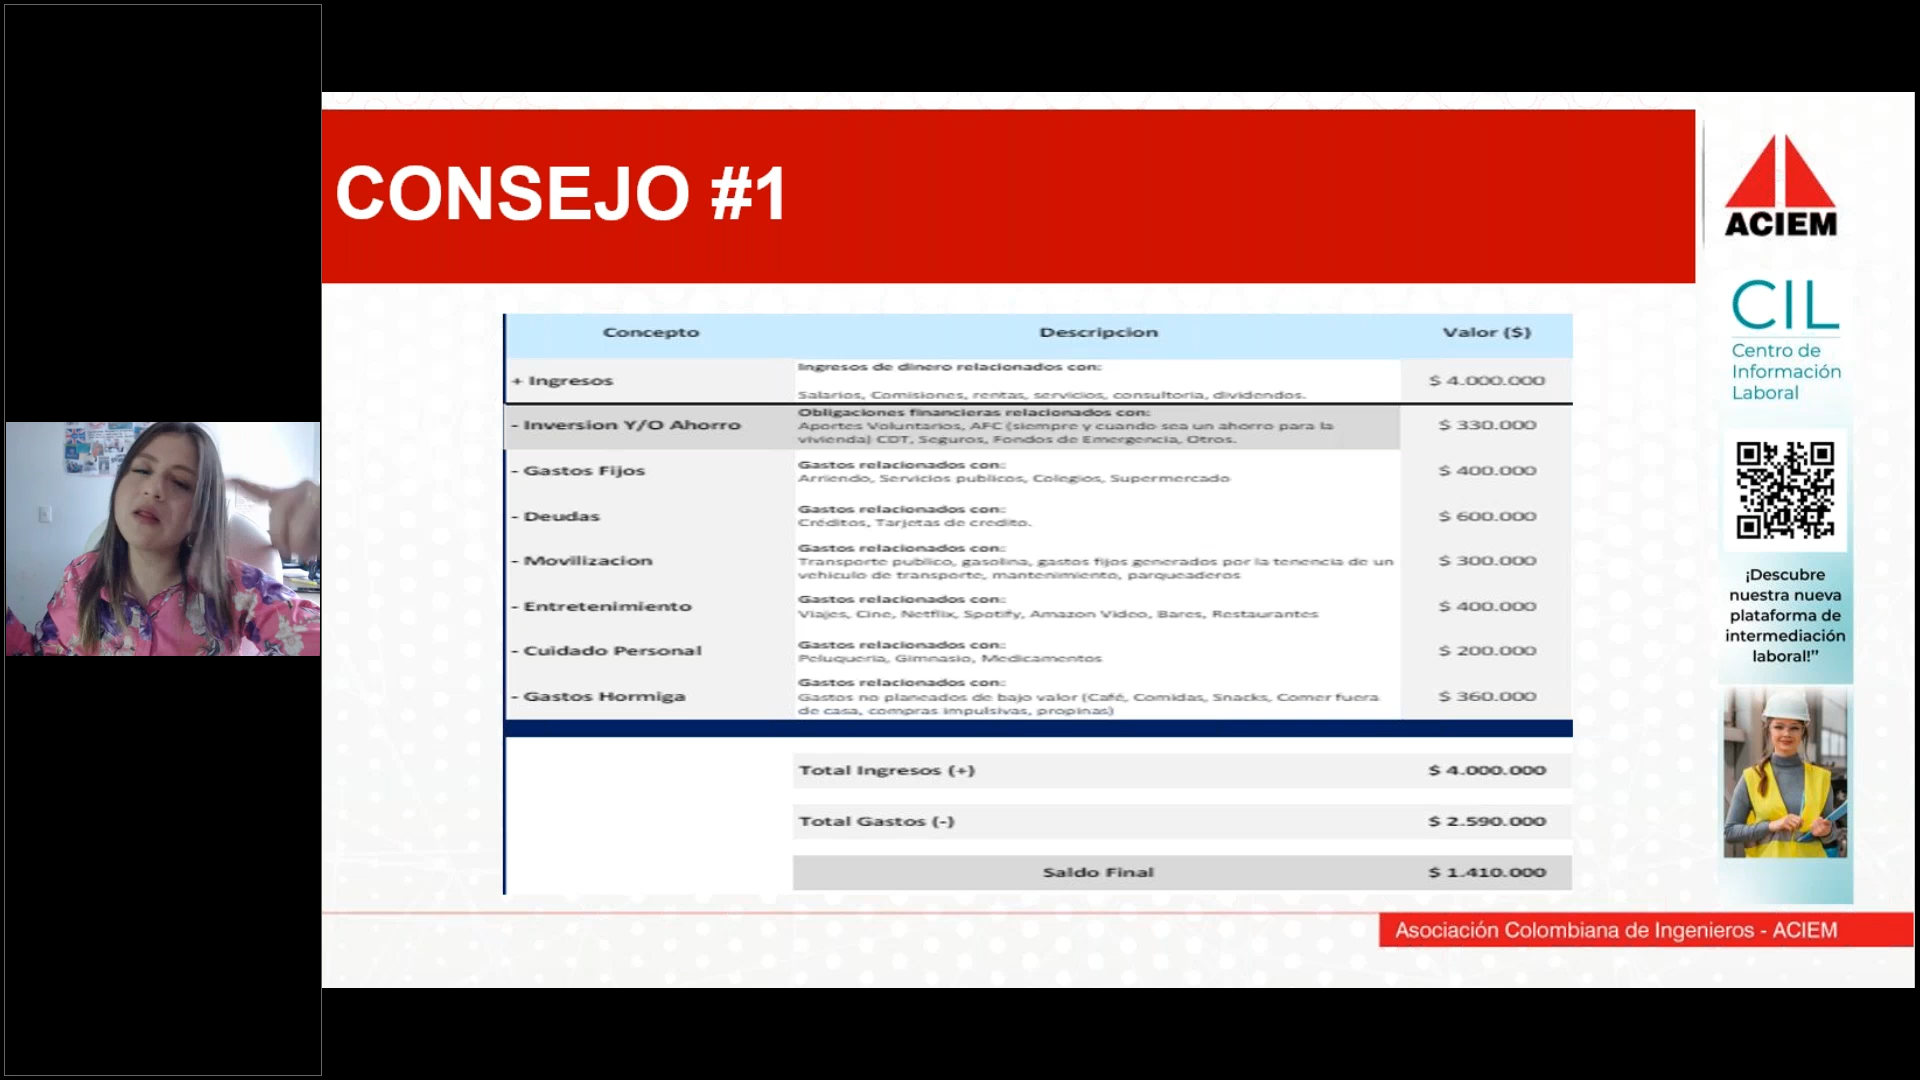 CONSEJO #1
Concepto Descripcion Valor ($)
+ Ingresos
Ingresos de dinero relacionados con:
Salarios, Comisiones, rentas, servicios, consultoria, dividendos.
$ 4.000.000
- Inversion Y/O Ahorro
Obligaciones financieras relacionados con:
Aportes Voluntarios, AFC (siempre y cuando sea un ahorro para la
vivienda) CDT, Seguros, Fondos de Emergencia, Otros.
$ 330.000
- Gastos Fijos
Gastos relacionados con:
Arriendo, Servicios publicos, Colegios, Supermercado
$ 400.000
- Deudas
Gastos relacionados con:
Créditos, Tarjetas de credito.
$ 600.000
- Movilizacion
Gastos relacionados con:
Transporte publico, gasolina, gastos fijos generados por la tenencia de un
vehiculo de transporte, mantenimiento, parqueaderos
$ 300.000
- Entretenimiento
Gastos relacionados con:
Viajes, Cine, Netflix, Spotify, Amazon Video, Bares, Restaurantes
$ 400.000
- Cuidado Personal
Gastos relacionados con:
Peluqueria, Gimnasio, Medicamentos
$ 200.000
- Gastos Hormiga
Gastos relacionados con:
Gastos no planeados de bajo valor (Café, Comidas, Snacks, Comer fuera
de casa, compras impulsivas, propinas)
$ 360.000
Total Ingresos (+) $ 4.000.000
Total Gastos (-) $ 2.590.000
Saldo Final $ 1.410.000
ACIEM
CIL
Centro de
Información
Laboral
¡Descubre
nuestra nueva
plataforma de
intermediación
laboral!”
Asociación Colombiana de Ingenieros - ACIEM